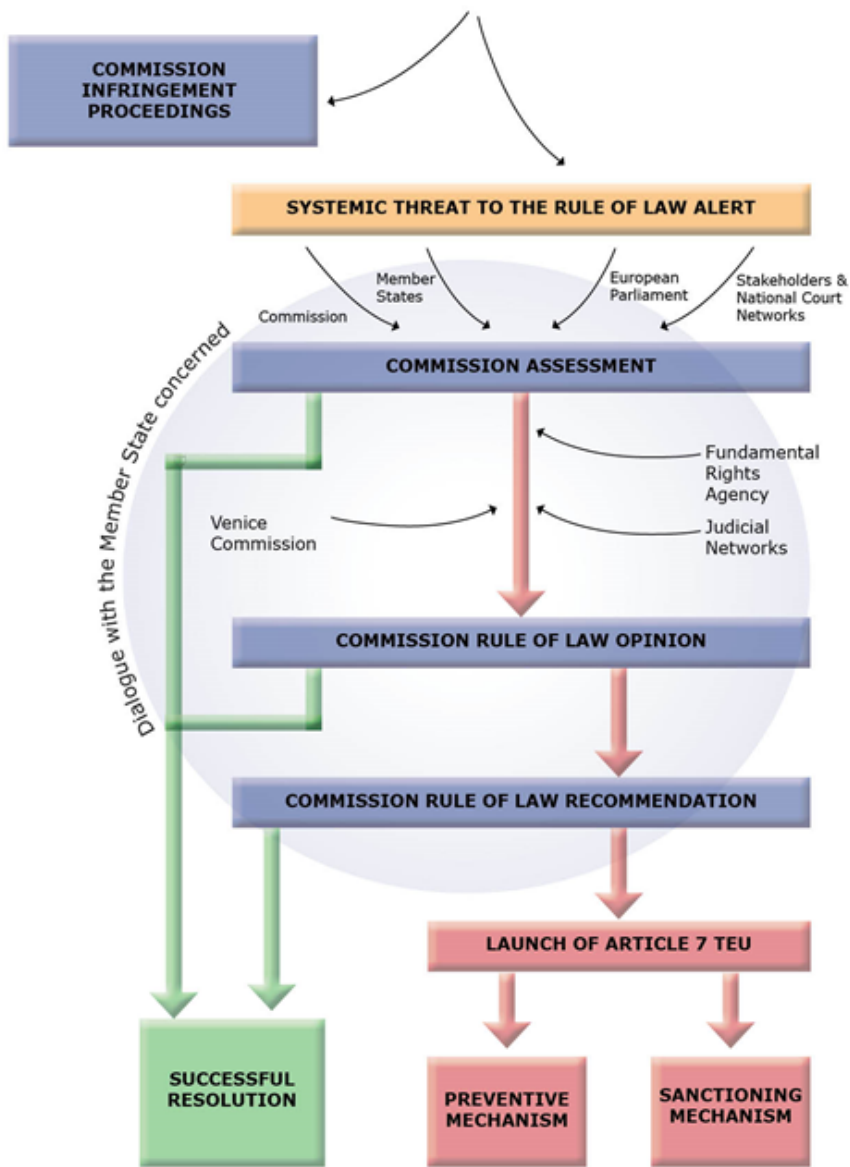 COMMISSION
INFRINGEMENT
PROCEEDINGS
SYSTEMIC THREAT TO THE RULE OF LAW ALERT
Commission
Member
States
European
Parliament
Stakeholders &
National Court
Networks
COMMISSION ASSESSMENT
Dialogue with the Member State concerned
Fundamental
Rights
Agency
Venice
Commission
Judicial
Networks
COMMISSION RULE OF LAW OPINION
COMMISSION RULE OF LAW RECOMMENDATION
LAUNCH OF ARTICLE 7 TEU
SUCCESSFUL
RESOLUTION
PREVENTIVE
MECHANISM
SANCTIONING
MECHANISM